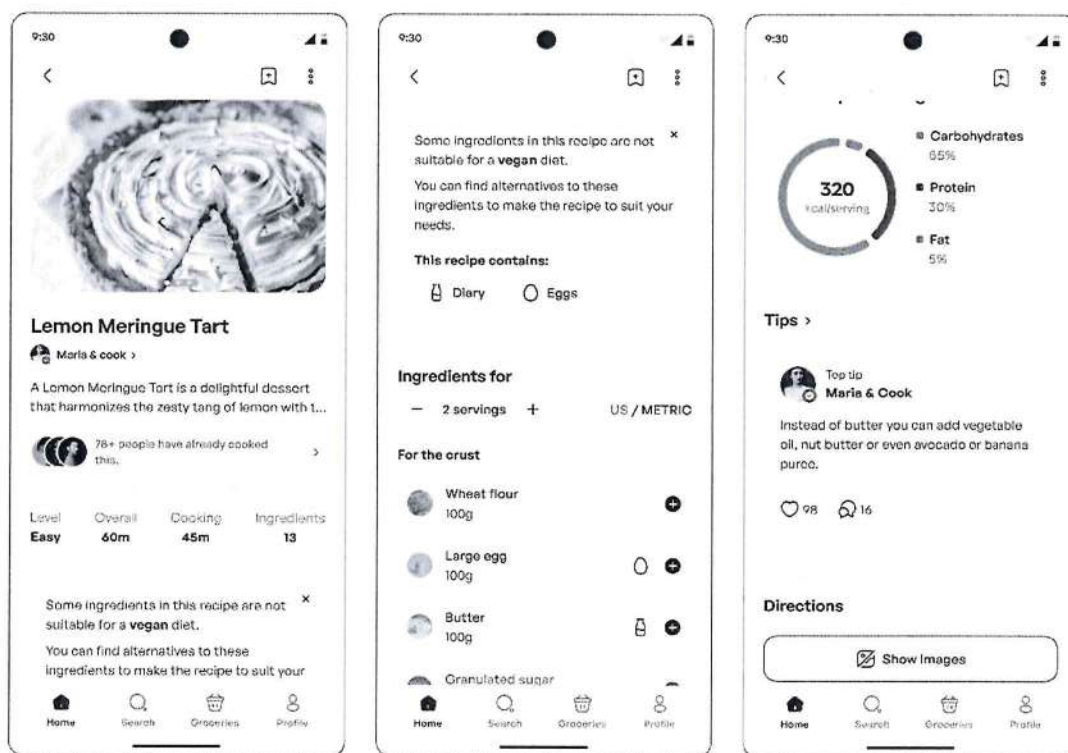 9:30
Lemon Meringue Tart
Maria & cook >
A Lemon Meringue Tart is a delightful dessert
that harmonizes the zesty tang of lemon with t...
78+ people have already cooked
this.
Level Overall Cooking Ingredients
Easy 60m 45m 13
Some ingredients in this recipe are not
suitable for a vegan diet.
You can find alternatives to these
ingredients to make the recipe to suit your
Home Search Groceries Profile
9:30
Some ingredients in this recipe are not
suitable for a vegan diet.
You can find alternatives to these
ingredients to make the recipe to suit your
needs.
This recipe contains:
Diary Eggs
Ingredients for
− 2 servings + US / METRIC
For the crust
Wheat flour
100g
Large egg
100g
Butter
100g
Granulated sugar
Home Search Groceries Profile
9:30
Carbohydrates
65%
320
kcal/serving
Protein
30%
Fat
5%
Tips >
Top tip
Maria & Cook
Instead of butter you can add vegetable
oil, nut butter or even avocado or banana
puree.
98 16
Directions
Show Images
Home Search Groceries Profile